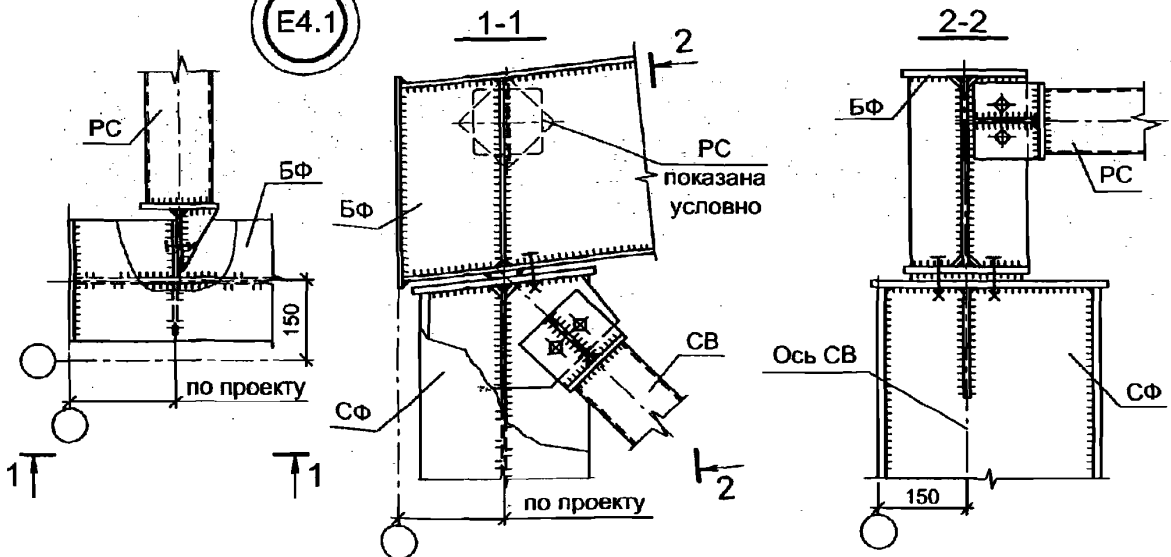 E4.1
РС
БФ
150
по проекту
1
1
1-1
2
РС
показана
условно
БФ
СВ
СФ
2
по проекту
2-2
БФ
РС
Ось СВ
СФ
150